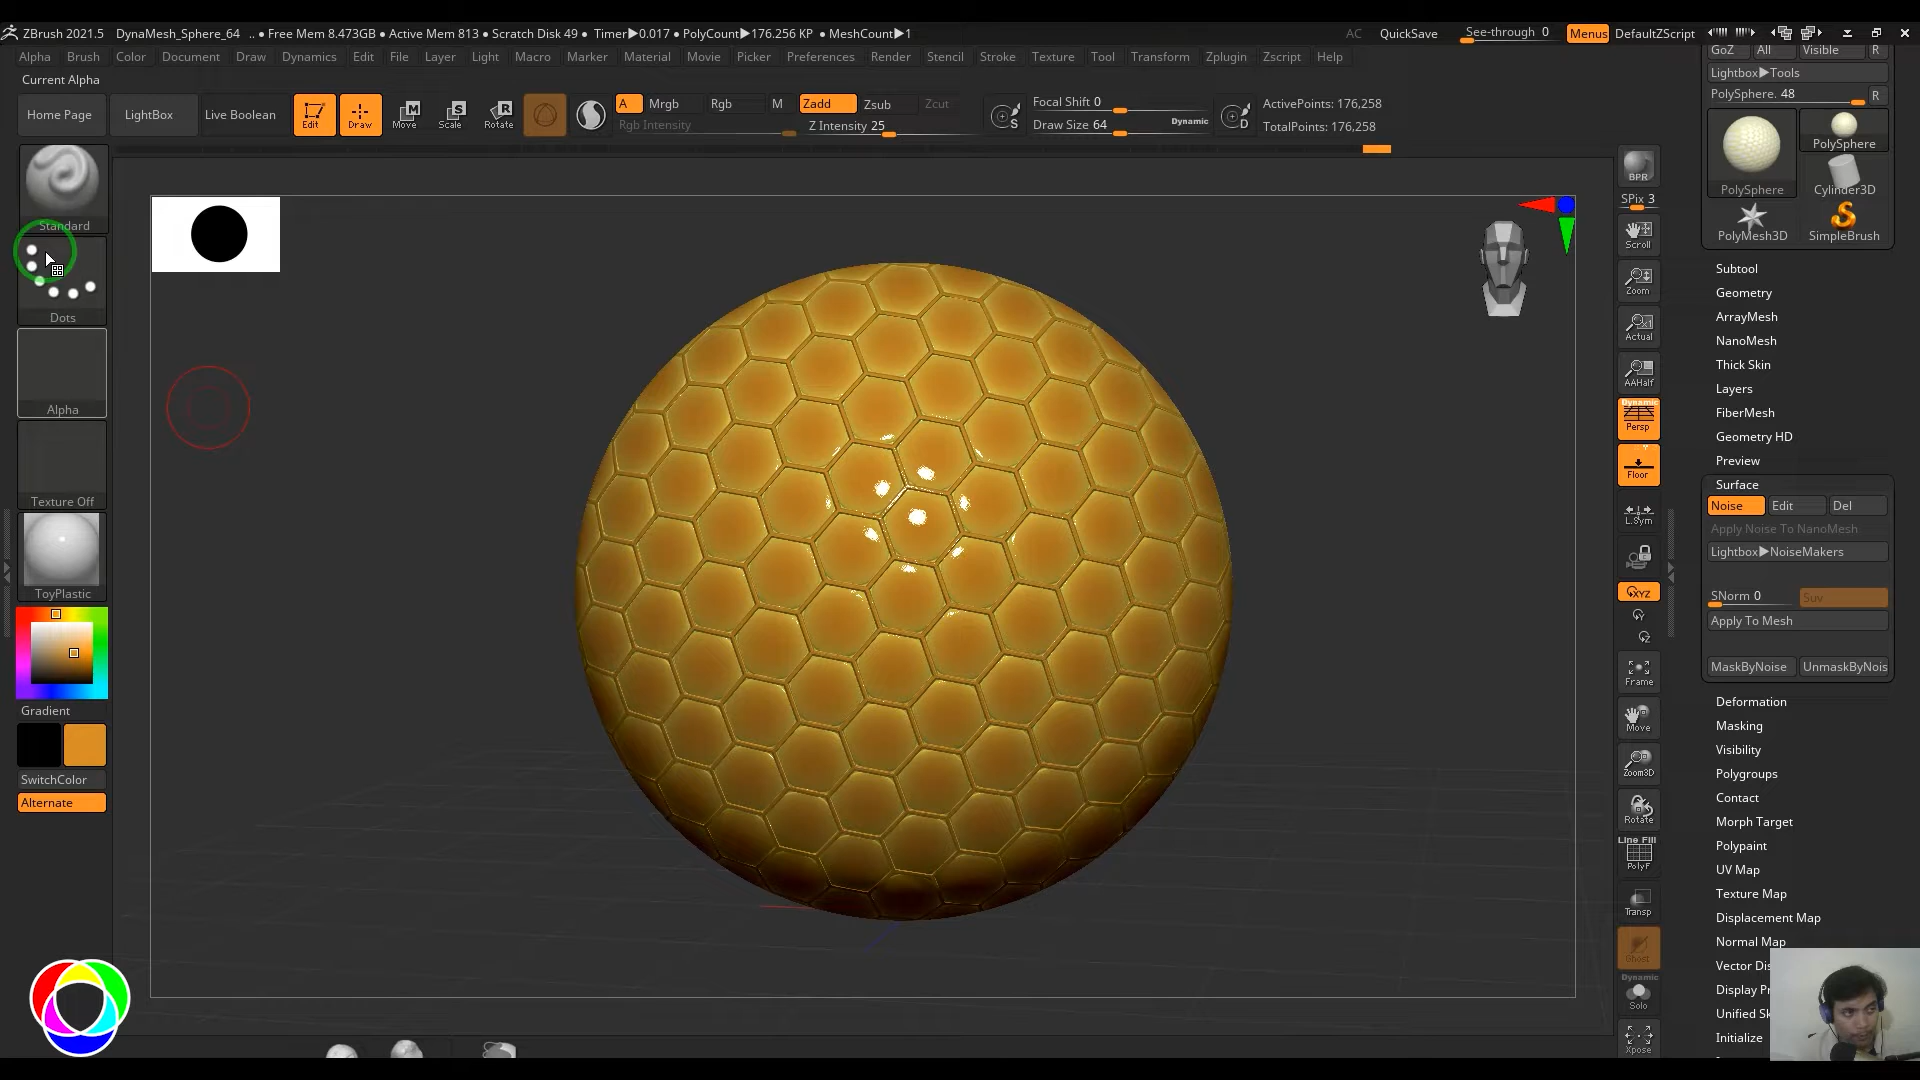 ZBrush 2021.5 DynaMesh_Sphere_64 .. ● Free Mem 8.473GB ● Active Mem 813 ● Scratch Disk 49 ● Timer▶0.017 ● PolyCount▶176.256 KP ● MeshCount▶1 AC QuickSave See-through 0 Menus DefaultZScript
Alpha Brush Color Document Draw Dynamics Edit File Layer Light Macro Marker Material Movie Picker Preferences Render Stencil Stroke Texture Tool Transform Zplugin Zscript Help
Current Alpha
Home Page LightBox Live Boolean Edit Draw Move Scale Rotate
A Mrgb Rgb M Zadd Zsub Zcut
Rgb Intensity Z Intensity 25
Focal Shift 0
Draw Size 64 Dynamic
ActivePoints: 176,258
TotalPoints: 176,258
Standard
Dots
Alpha
Texture Off
ToyPlastic
Gradient
SwitchColor
Alternate
BPR
SPix 3
Scroll
Zoom
Actual
AAHalf
Dynamic
Persp
Floor
L.Sym
XYZ
Frame
Move
Zoom3D
Rotate
Line Fill
PolyF
Transp
Ghost
Dynamic
Solo
Xpose
GoZ All Visible R
Lightbox▶Tools
PolySphere. 48 R
PolySphere
PolySphere
Cylinder3D
PolyMesh3D
SimpleBrush
Subtool
Geometry
ArrayMesh
NanoMesh
Thick Skin
Layers
FiberMesh
Geometry HD
Preview
Surface
Noise Edit Del
Apply Noise To NanoMesh
Lightbox▶NoiseMakers
SNorm 0 Suv
Apply To Mesh
MaskByNoise UnmaskByNois
Deformation
Masking
Visibility
Polygroups
Contact
Morph Target
Polypaint
UV Map
Texture Map
Displacement Map
Normal Map
Vector Dis
Display Pr
Unified Sk
Initialize